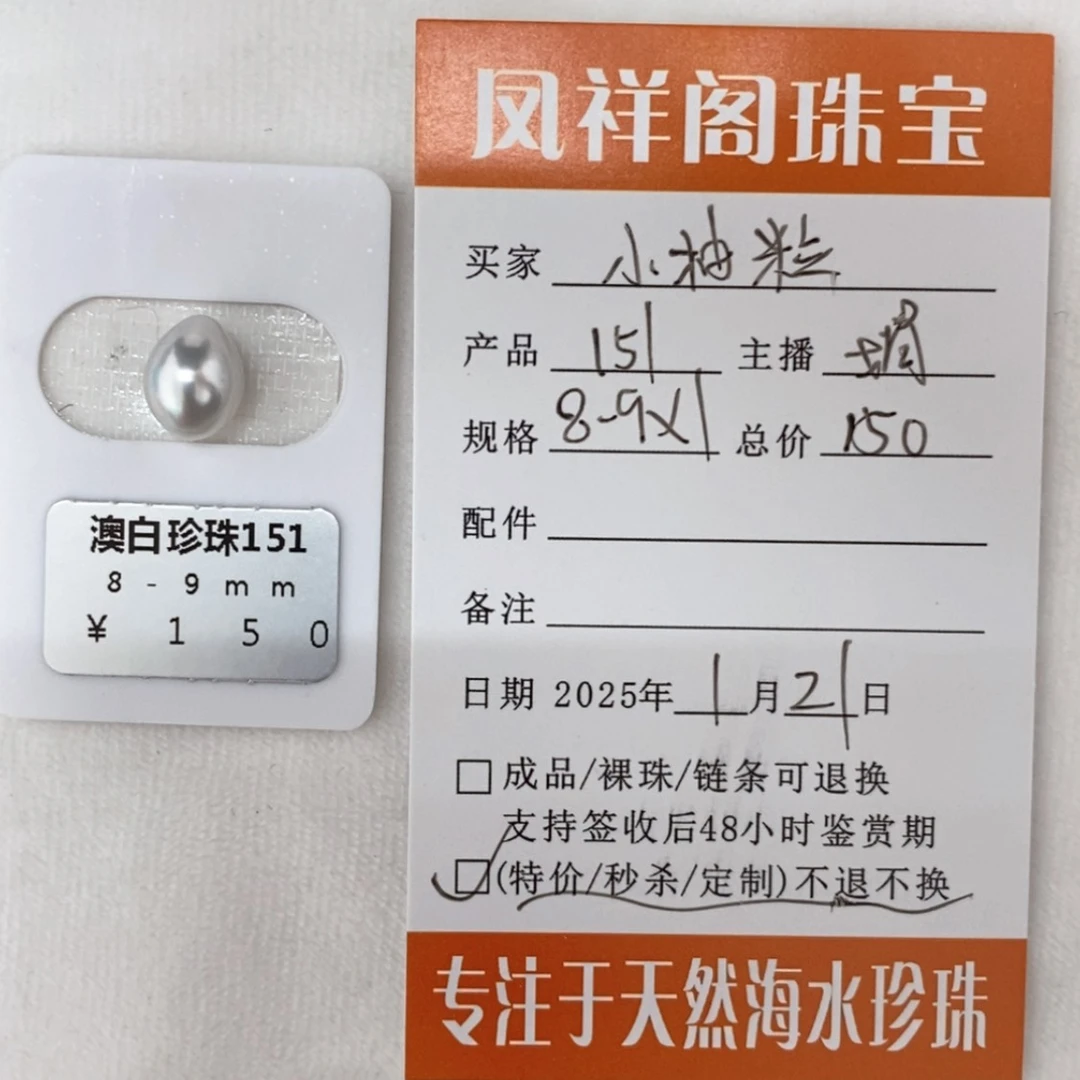 澳白珍珠151
8-9mm
¥ 150
凤祥阁珠宝
买家 小柚粒
产品 151 主播
规格 8-9x1 总价 150
配件
备注
日期 2025年1月21日
成品/裸珠/链条可退换
支持签收后48小时鉴赏期
(特价/秒杀/定制)不退不换
专注于天然海水珍珠